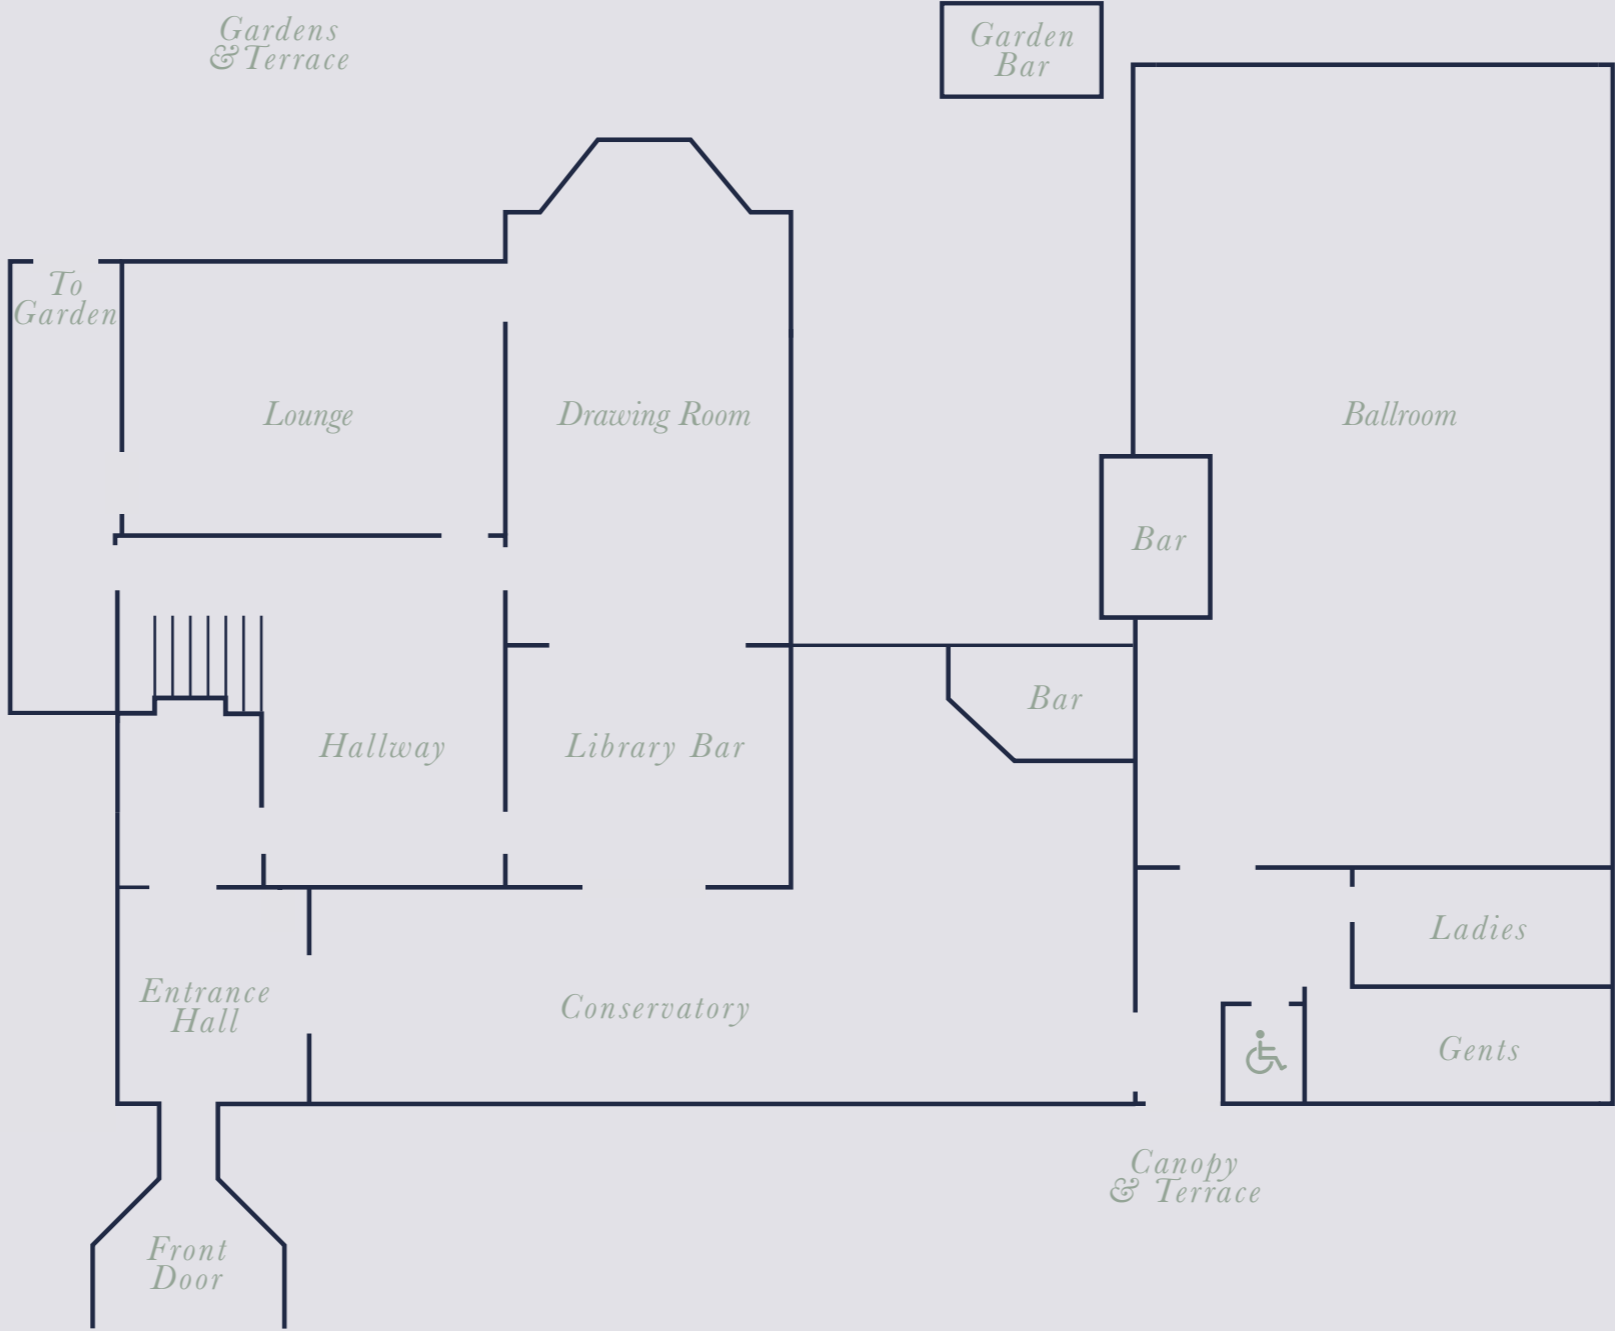 Gardens
& Terrace
Garden
Bar
To
Garden
Lounge
Drawing Room
Ballroom
Bar
Bar
Hallway
Library Bar
Ladies
Entrance
Hall
Conservatory
Gents
Canopy
& Terrace
Front
Door